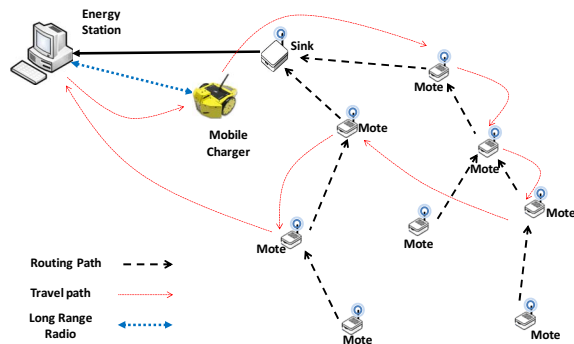 Energy
Station
Sink
Mote
Mobile
Charger
Mote
Mote
Mote
Mote
Mote
Routing Path
Travel path
Long Range
Radio
Mote
Mote